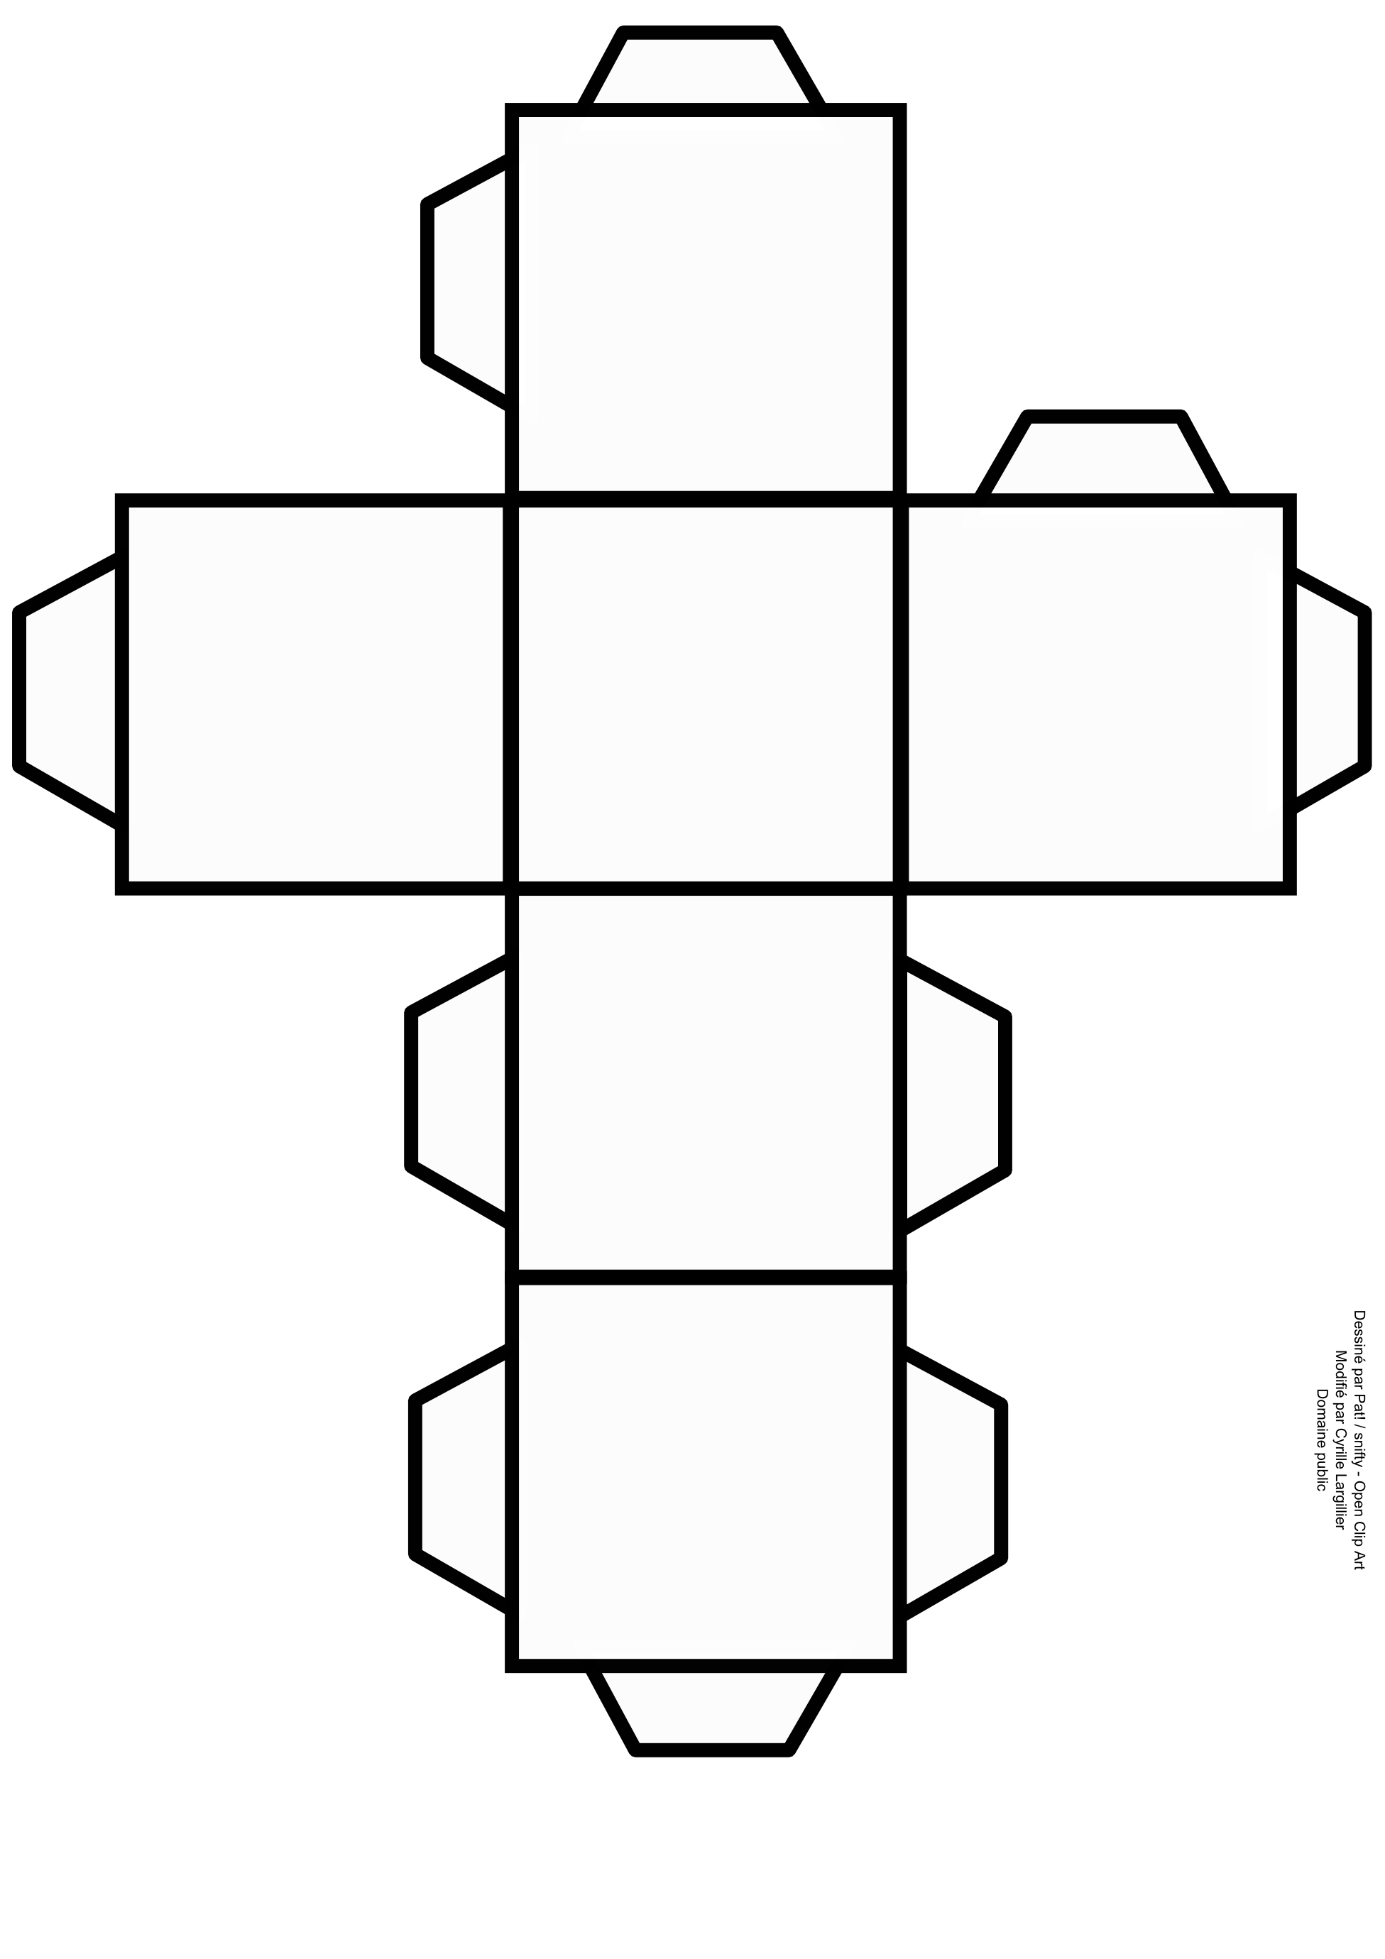 Dessiné par Pat! / snifty - Open Clip Art
Modifié par Cyrille Largillier
Domaine public